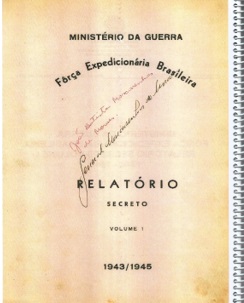 MINISTÉRIO DA GUERRA
Fôrça Expedicionária Brasileira
RELATÓRIO
SECRETO
VOLUME I
1943/1945